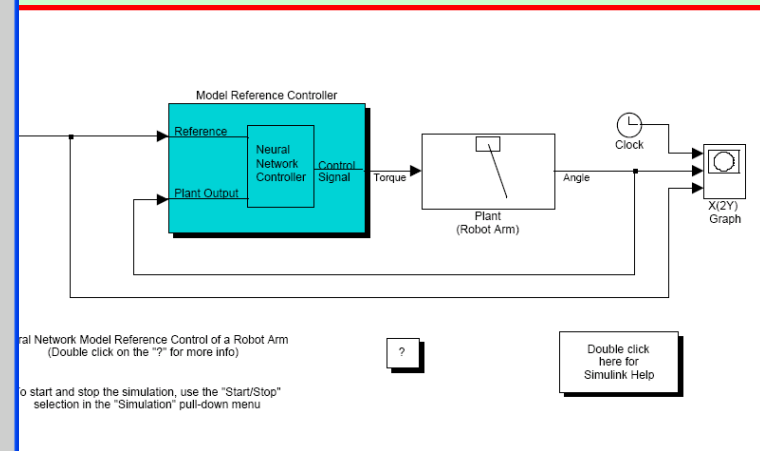 Model Reference Controller
Reference
Neural
Network
Controller
Control
Signal
Plant Output
Torque
Plant
(Robot Arm)
Angle
Clock
X(2Y)
Graph
ral Network Model Reference Control of a Robot Arm
(Double click on the "?" for more info)
?
Double click
here for
Simulink Help
o start and stop the simulation, use the "Start/Stop"
selection in the "Simulation" pull-down menu